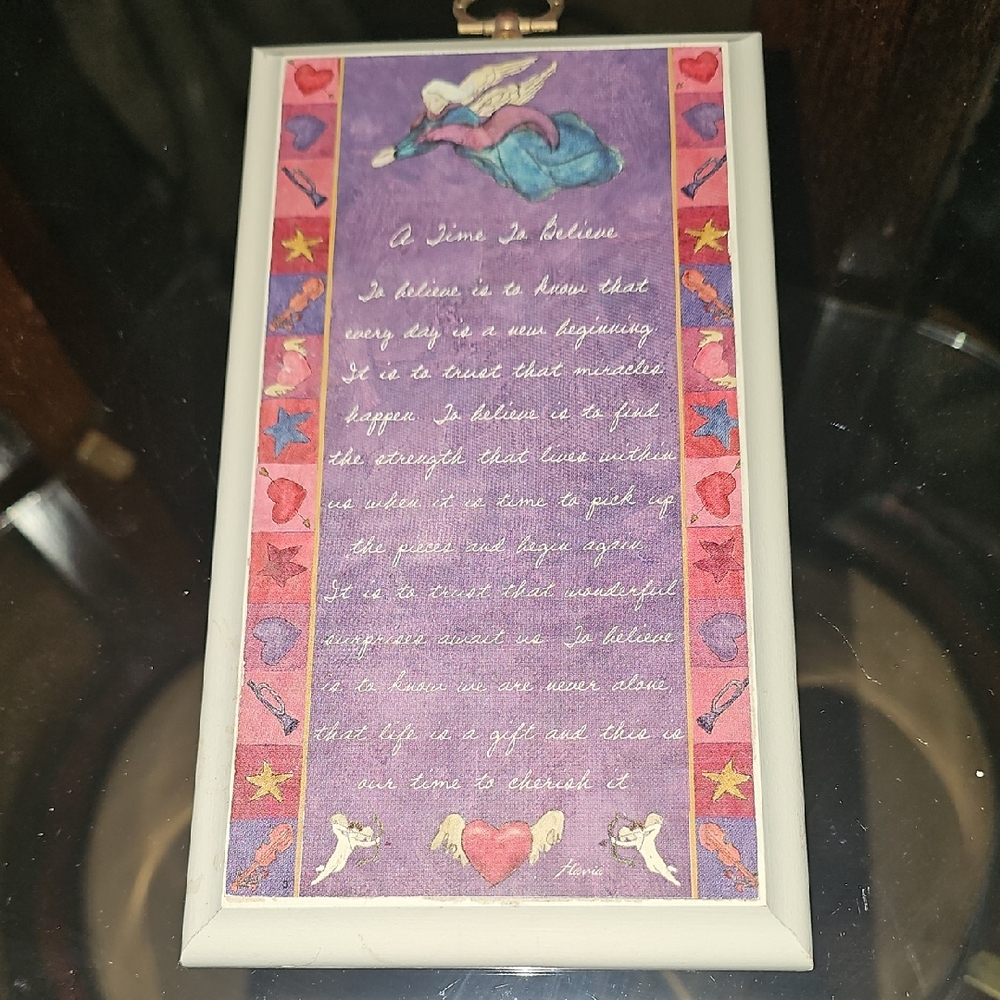 A Time To Believe
To believe is to know that
every day is a new beginning.
It is to trust that miracles
happen. To believe is to find
the strength that lives within
us when it is time to pick up
the pieces and begin again.
It is to trust that wonderful
surprises await us. To believe
is to know we are never alone,
that life is a gift and this is
our time to cherish it
Flavia